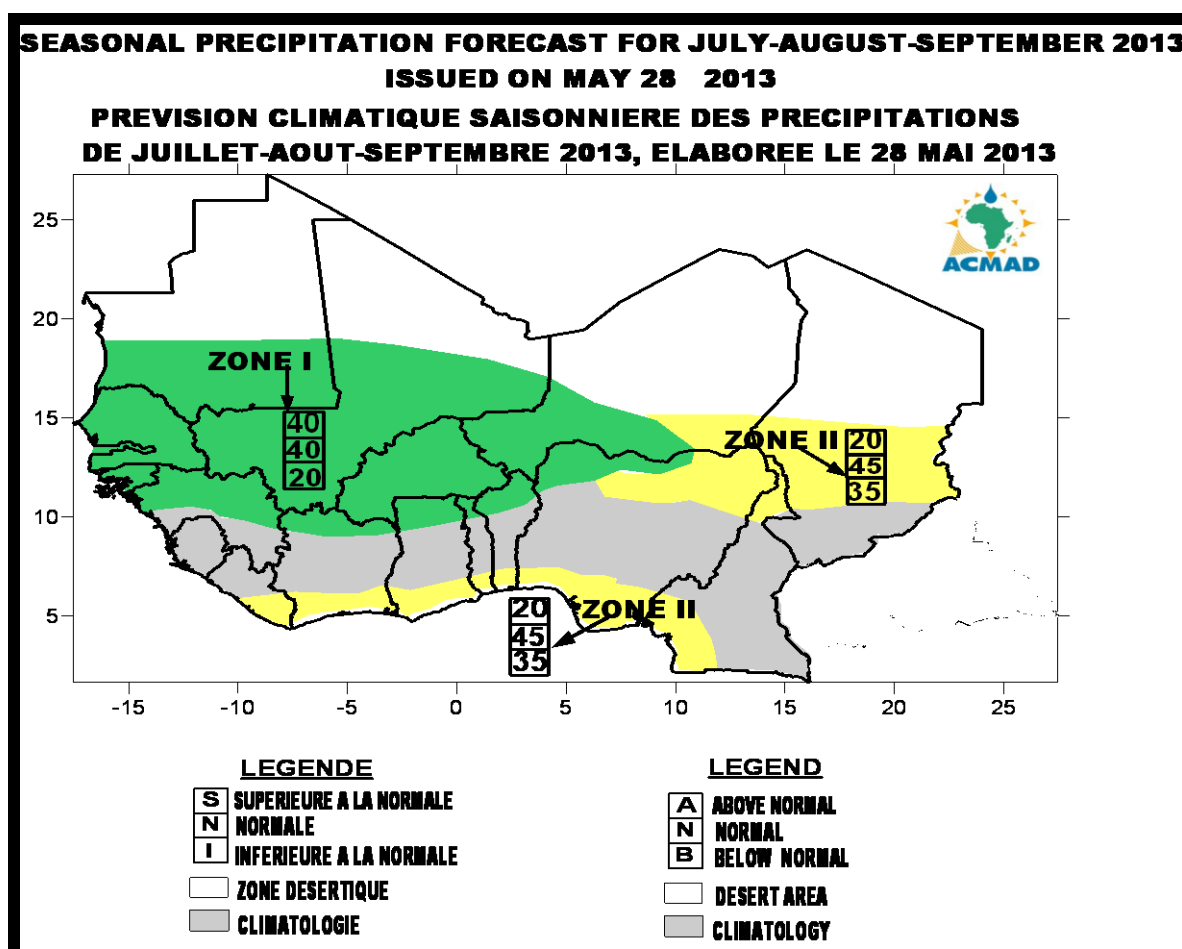 SEASONAL PRECIPITATION FORECAST FOR JULY-AUGUST-SEPTEMBER 2013
ISSUED ON MAY 28 2013
PREVISION CLIMATIQUE SAISONNIERE DES PRECIPITATIONS
DE JUILLET-AOUT-SEPTEMBRE 2013, ELABOREE LE 28 MAI 2013
ACMAD
25
20
15
10
5
ZONE I
40
40
20
ZONE II
20
45
35
ZONE II
20
45
35
-15 -10 -5 0 5 10 15 20 25
LEGENDE
S SUPERIEURE A LA NORMALE
N NORMALE
I INFERIEURE A LA NORMALE
ZONE DESERTIQUE
CLIMATOLOGIE
LEGEND
A ABOVE NORMAL
N NORMAL
B BELOW NORMAL
DESERT AREA
CLIMATOLOGY